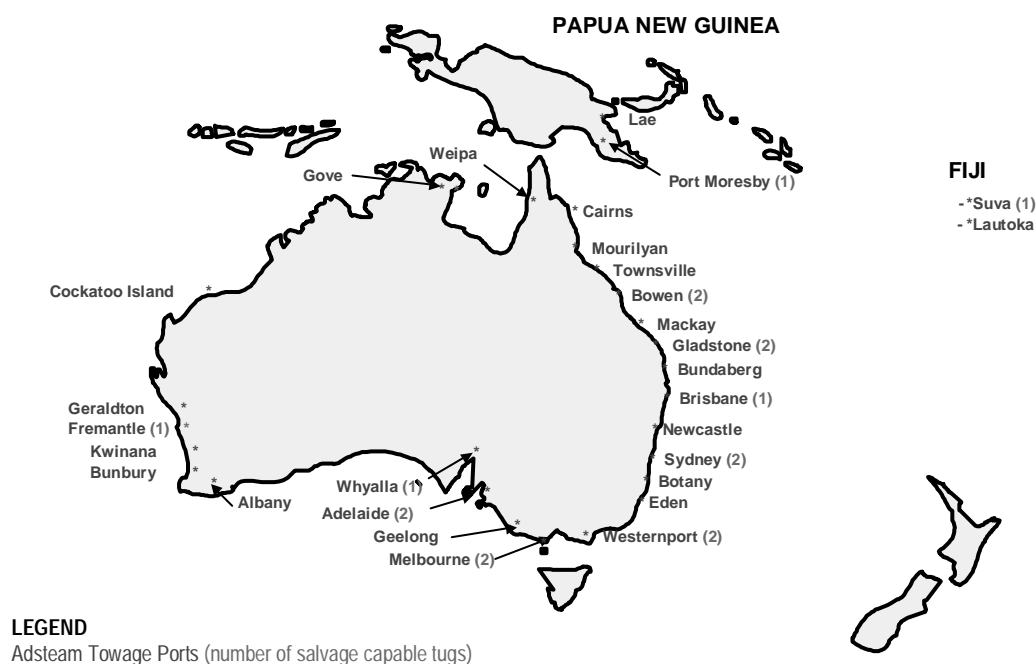 PAPUA NEW GUINEA
Lae
Weipa
Gove
Port Moresby (1)
FIJI
- *Suva (1)
- *Lautoka
Cairns
Mourilyan
Townsville
Cockatoo Island
Bowen (2)
Mackay
Gladstone (2)
Bundaberg
Brisbane (1)
Geraldton
Fremantle (1)
Newcastle
Kwinana
Sydney (2)
Bunbury
Botany
Whyalla (1)
Albany
Eden
Adelaide (2)
Geelong
Westernport (2)
Melbourne (2)
LEGEND
Adsteam Towage Ports (number of salvage capable tugs)